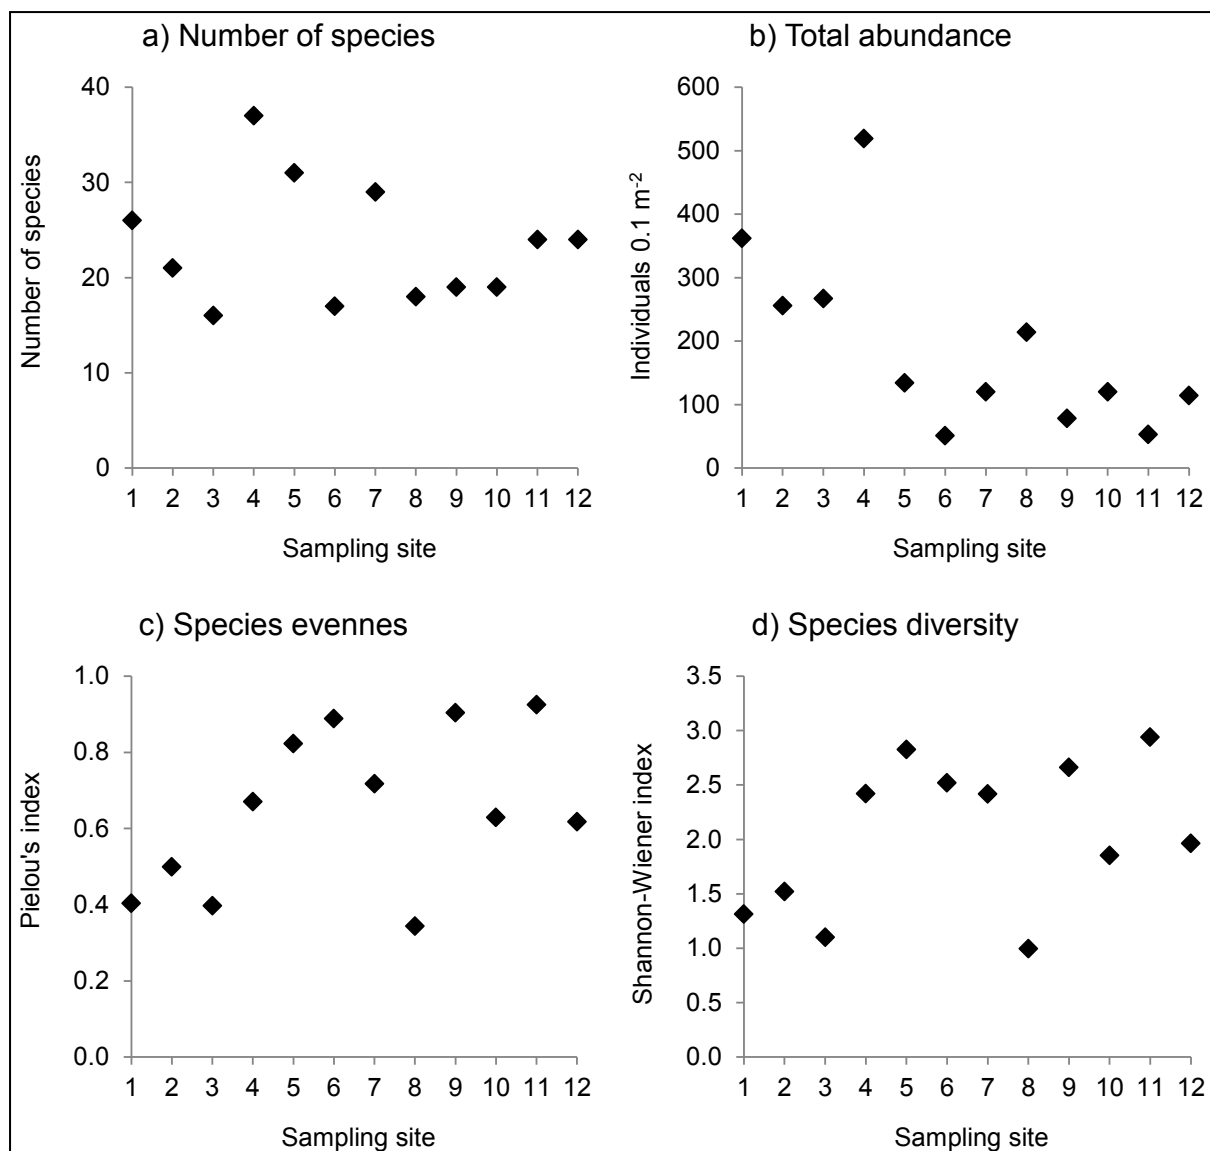 a) Number of species
40
30
20
10
0
Number of species
1 2 3 4 5 6 7 8 9 10 11 12
Sampling site
b) Total abundance
600
500
400
300
200
100
0
Individuals 0.1 m-2
1 2 3 4 5 6 7 8 9 10 11 12
Sampling site
c) Species evennes
1.0
0.8
0.6
0.4
0.2
0.0
Pielou's index
1 2 3 4 5 6 7 8 9 10 11 12
Sampling site
d) Species diversity
3.5
3.0
2.5
2.0
1.5
1.0
0.5
0.0
Shannon-Wiener index
1 2 3 4 5 6 7 8 9 10 11 12
Sampling site